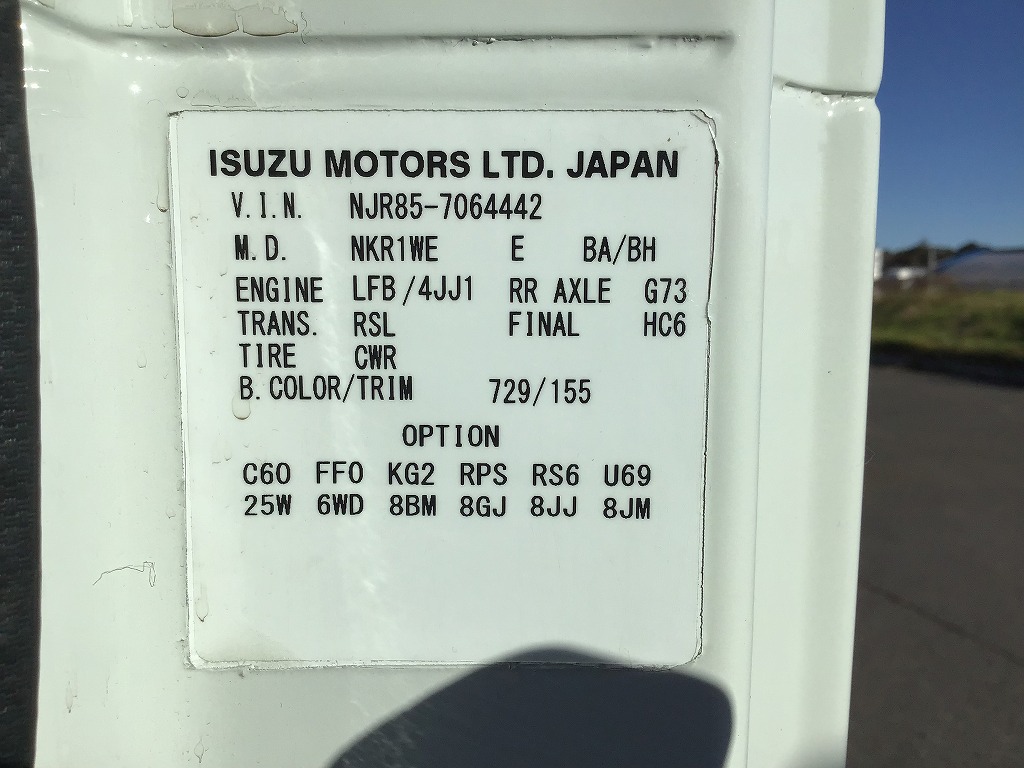 ISUZU MOTORS LTD. JAPAN
V.I.N. NJR85-7064442
M.D. NKR1WE E BA/BH
ENGINE LFB/4JJ1 RR AXLE G73
TRANS. RSL FINAL HC6
TIRE CWR
B.COLOR/TRIM 729/155
OPTION
C60 FF0 KG2 RPS RS6 U69
25W 6WD 8BM 8GJ 8JJ 8JM